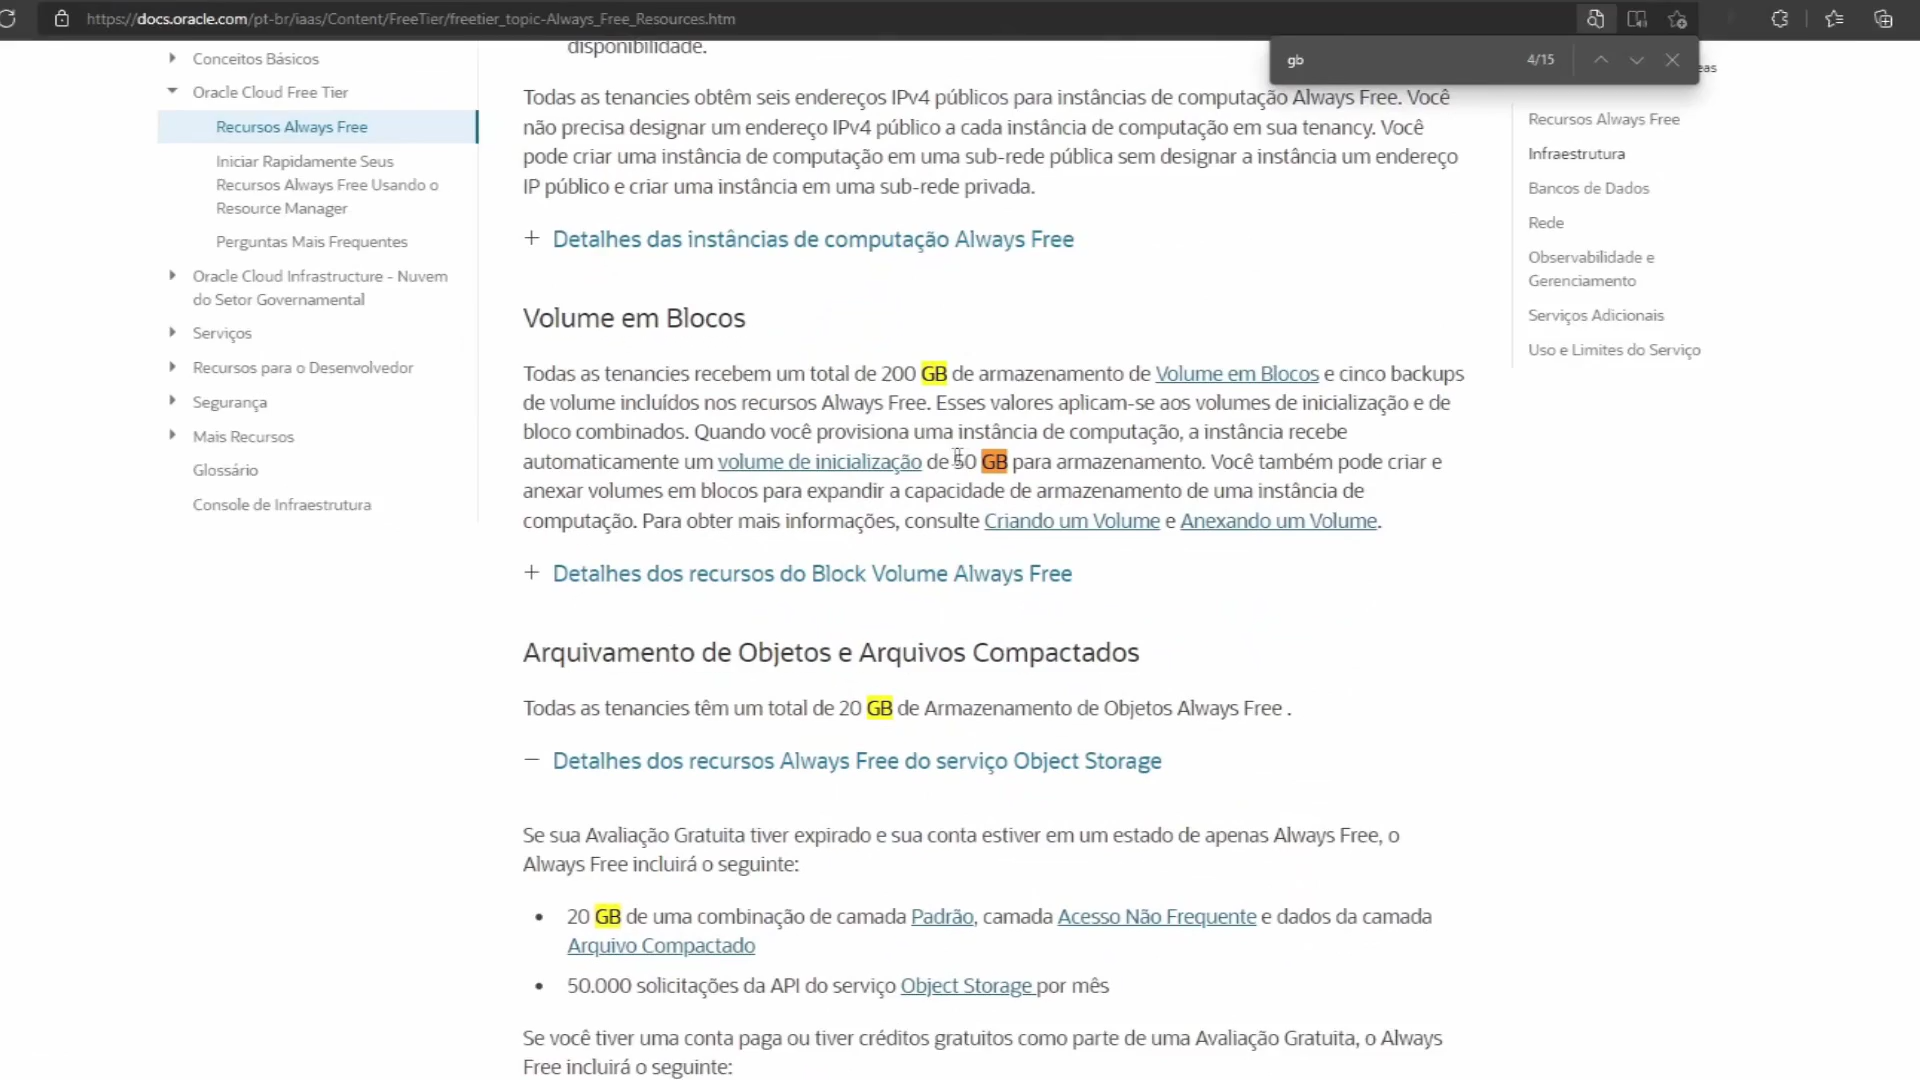 https://docs.oracle.com/pt-br/iaas/Content/FreeTier/freetier_topic-Always_Free_Resources.htm
gb
4/15
Conceitos Básicos
Oracle Cloud Free Tier
Recursos Always Free
Iniciar Rapidamente Seus
Recursos Always Free Usando o
Resource Manager
Perguntas Mais Frequentes
Oracle Cloud Infrastructure - Nuvem
do Setor Governamental
Serviços
Recursos para o Desenvolvedor
Segurança
Mais Recursos
Glossário
Console de Infraestrutura
disponibilidade.
Todas as tenancies obtêm seis endereços IPv4 públicos para instâncias de computação Always Free. Você
não precisa designar um endereço IPv4 público a cada instância de computação em sua tenancy. Você
pode criar uma instância de computação em uma sub-rede pública sem designar a instância um endereço
IP público e criar uma instância em uma sub-rede privada.
+ Detalhes das instâncias de computação Always Free
Volume em Blocos
Todas as tenancies recebem um total de 200 GB de armazenamento de Volume em Blocos e cinco backups
de volume incluídos nos recursos Always Free. Esses valores aplicam-se aos volumes de inicialização e de
bloco combinados. Quando você provisiona uma instância de computação, a instância recebe
automaticamente um volume de inicialização de 50 GB para armazenamento. Você também pode criar e
anexar volumes em blocos para expandir a capacidade de armazenamento de uma instância de
computação. Para obter mais informações, consulte Criando um Volume e Anexando um Volume.
+ Detalhes dos recursos do Block Volume Always Free
Arquivamento de Objetos e Arquivos Compactados
Todas as tenancies têm um total de 20 GB de Armazenamento de Objetos Always Free .
− Detalhes dos recursos Always Free do serviço Object Storage
Se sua Avaliação Gratuita tiver expirado e sua conta estiver em um estado de apenas Always Free, o
Always Free incluirá o seguinte:
• 20 GB de uma combinação de camada Padrão, camada Acesso Não Frequente e dados da camada
Arquivo Compactado
• 50.000 solicitações da API do serviço Object Storage por mês
Se você tiver uma conta paga ou tiver créditos gratuitos como parte de uma Avaliação Gratuita, o Always
Free incluirá o seguinte:
eas
Recursos Always Free
Infraestrutura
Bancos de Dados
Rede
Observabilidade e
Gerenciamento
Serviços Adicionais
Uso e Limites do Serviço